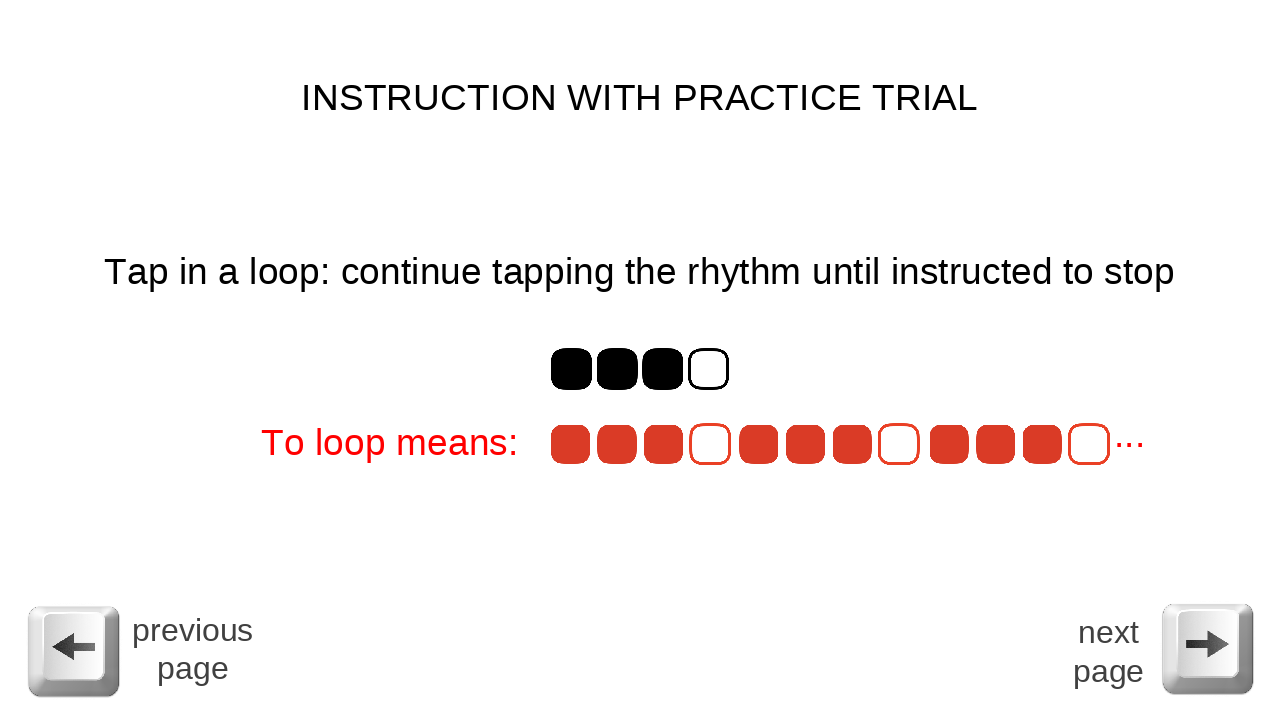 INSTRUCTION WITH PRACTICE TRIAL
Tap in a loop: continue tapping the rhythm until instructed to stop
To loop means:
...
previous
page
next
page